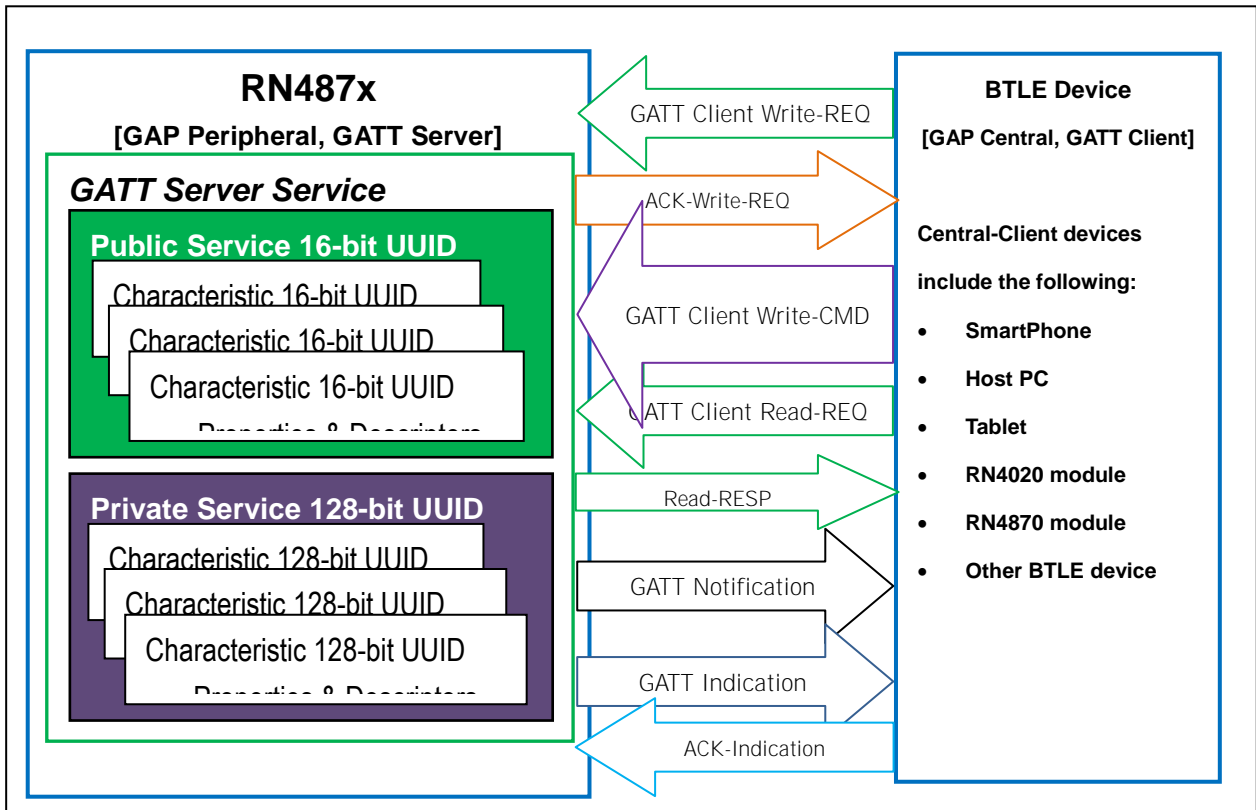 RN487x
[GAP Peripheral, GATT Server]
GATT Server Service
Public Service 16-bit UUID
Characteristic 16-bit UUID
Characteristic 16-bit UUID
Characteristic 16-bit UUID
Properties & Descriptors
Private Service 128-bit UUID
Characteristic 128-bit UUID
Characteristic 128-bit UUID
Characteristic 128-bit UUID
Properties & Descriptors
GATT Client Write-REQ
ACK-Write-REQ
GATT Client Write-CMD
GATT Client Read-REQ
Read-RESP
GATT Notification
GATT Indication
ACK-Indication
BTLE Device
[GAP Central, GATT Client]
Central-Client devices
include the following:
• SmartPhone
• Host PC
• Tablet
• RN4020 module
• RN4870 module
• Other BTLE device